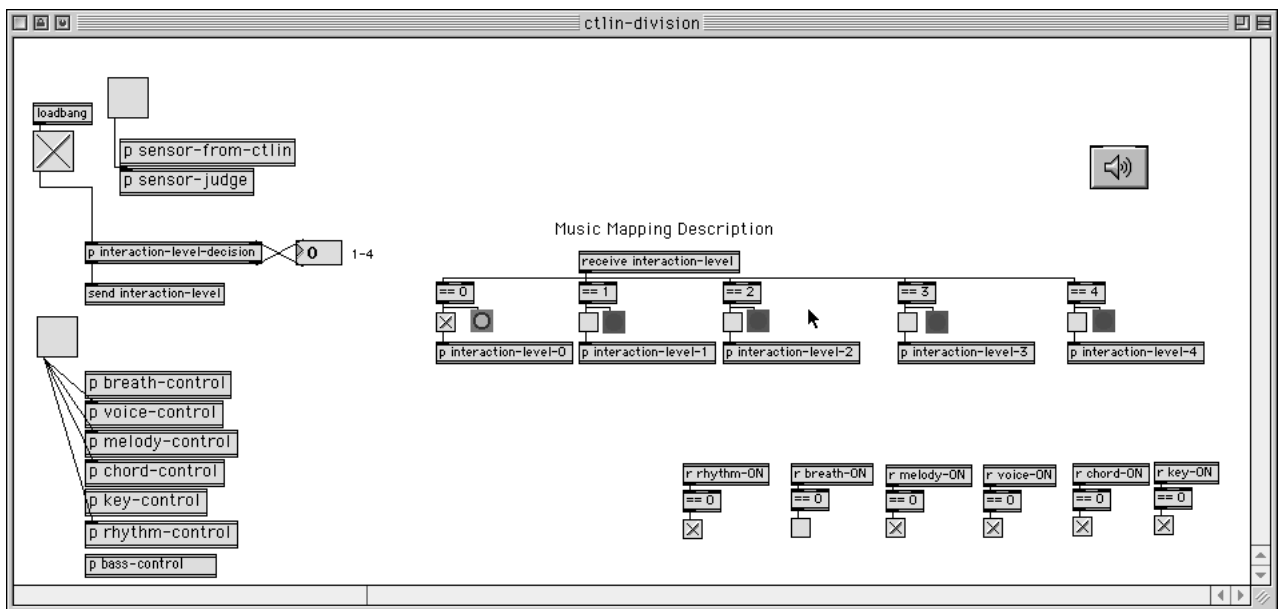 ctlin-division
loadbang
p sensor-from-ctlin
p sensor-judge
p interaction-level-decision
0
1-4
send interaction-level
Music Mapping Description
receive interaction-level
== 0
== 1
== 2
== 3
== 4
p interaction-level-0
p interaction-level-1
p interaction-level-2
p interaction-level-3
p interaction-level-4
p breath-control
p voice-control
p melody-control
p chord-control
p key-control
p rhythm-control
p bass-control
r rhythm-ON
r breath-ON
r melody-ON
r voice-ON
r chord-ON
r key-ON
== 0
== 0
== 0
== 0
== 0
== 0